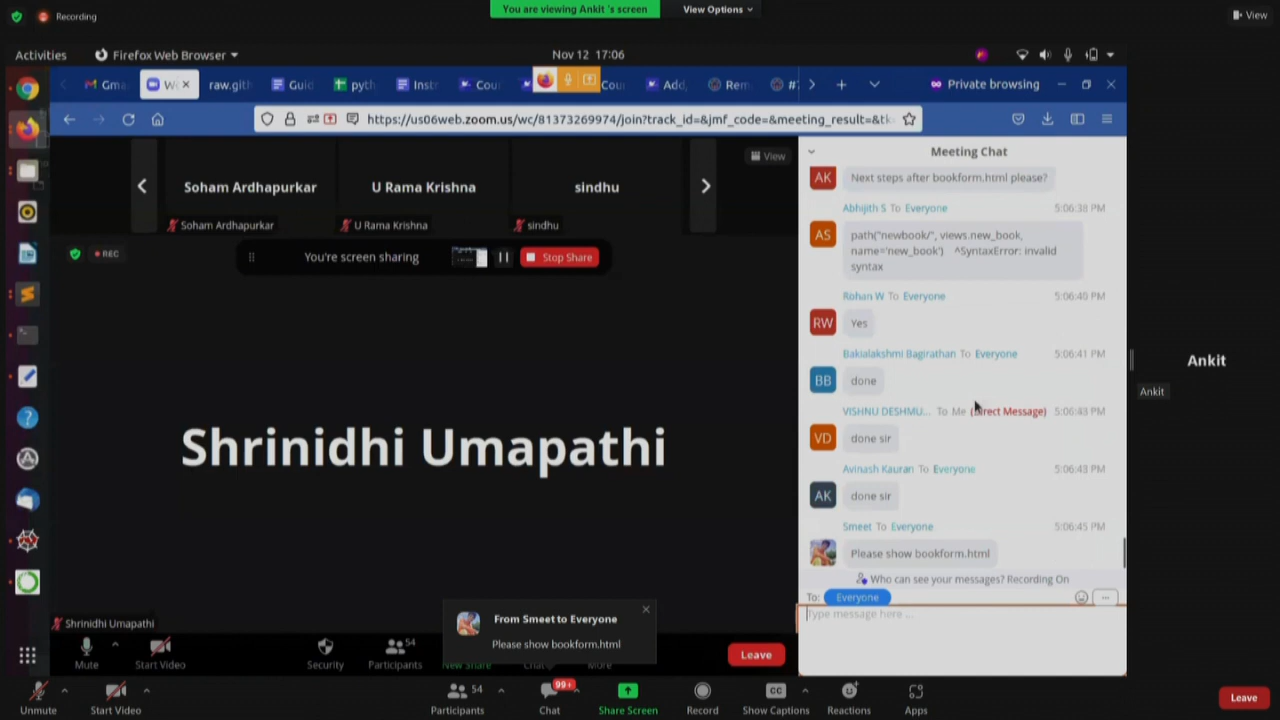 Recording
You are viewing Ankit 's screen
View Options
View
Activities
Firefox Web Browser
Nov 12 17:06
Gma
raw.gith
Guid
pyth
Instr
Cour
Cour
Add,
Rem
Private browsing
https://us06web.zoom.us/wc/81373269974/join?track_id=&jmf_code=&meeting_result=&tk
Soham Ardhapurkar
U Rama Krishna
sindhu
View
Soham Ardhapurkar
U Rama Krishna
sindhu
REC
You're screen sharing
Stop Share
Shrinidhi Umapathi
Shrinidhi Umapathi
From Smeet to Everyone
Please show bookform.html
Mute
Start Video
Security
Participants
54
New Share
Chat
More
Leave
Meeting Chat
AK
Next steps after bookform.html please?
Abhijith S To Everyone
5:06:38 PM
AS
path("newbook/", views.new_book,
name='new_book') ^SyntaxError: invalid
syntax
Rohan W To Everyone
5:06:40 PM
RW
Yes
Bakialakshmi Bagirathan To Everyone
5:06:41 PM
BB
done
VISHNU DESHMU... To Me (Direct Message)
5:06:43 PM
VD
done sir
Avinash Kauran To Everyone
5:06:43 PM
AK
done sir
Smeet To Everyone
5:06:45 PM
Please show bookform.html
Who can see your messages? Recording On
To: Everyone
Type message here ...
Ankit
Ankit
Unmute
Start Video
Participants
54
Chat
99+
Share Screen
Record
CC
Show Captions
Reactions
Apps
Leave